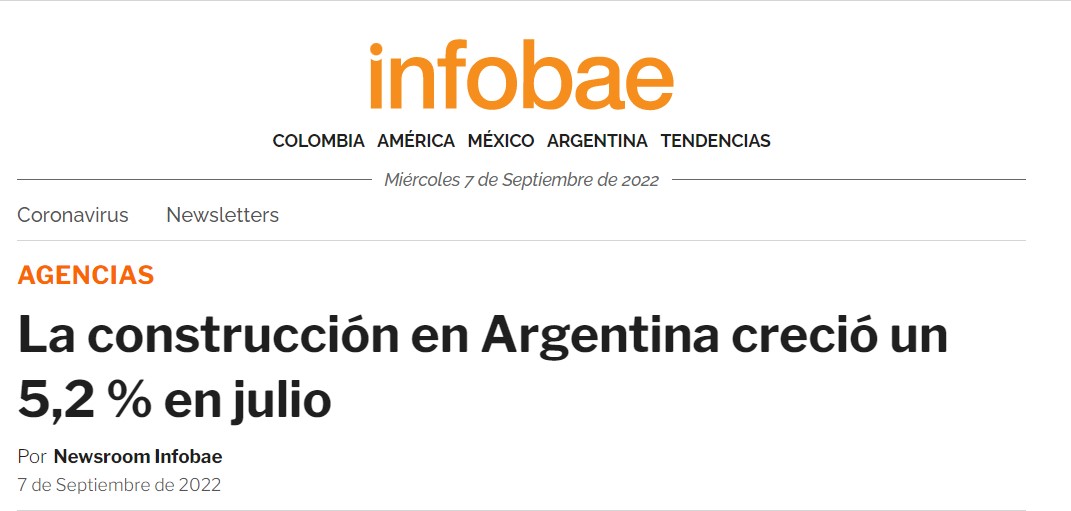 infobae
COLOMBIA AMÉRICA MÉXICO ARGENTINA TENDENCIAS
Miércoles 7 de Septiembre de 2022
Coronavirus Newsletters
AGENCIAS
La construcción en Argentina creció un
5,2 % en julio
Por Newsroom Infobae
7 de Septiembre de 2022